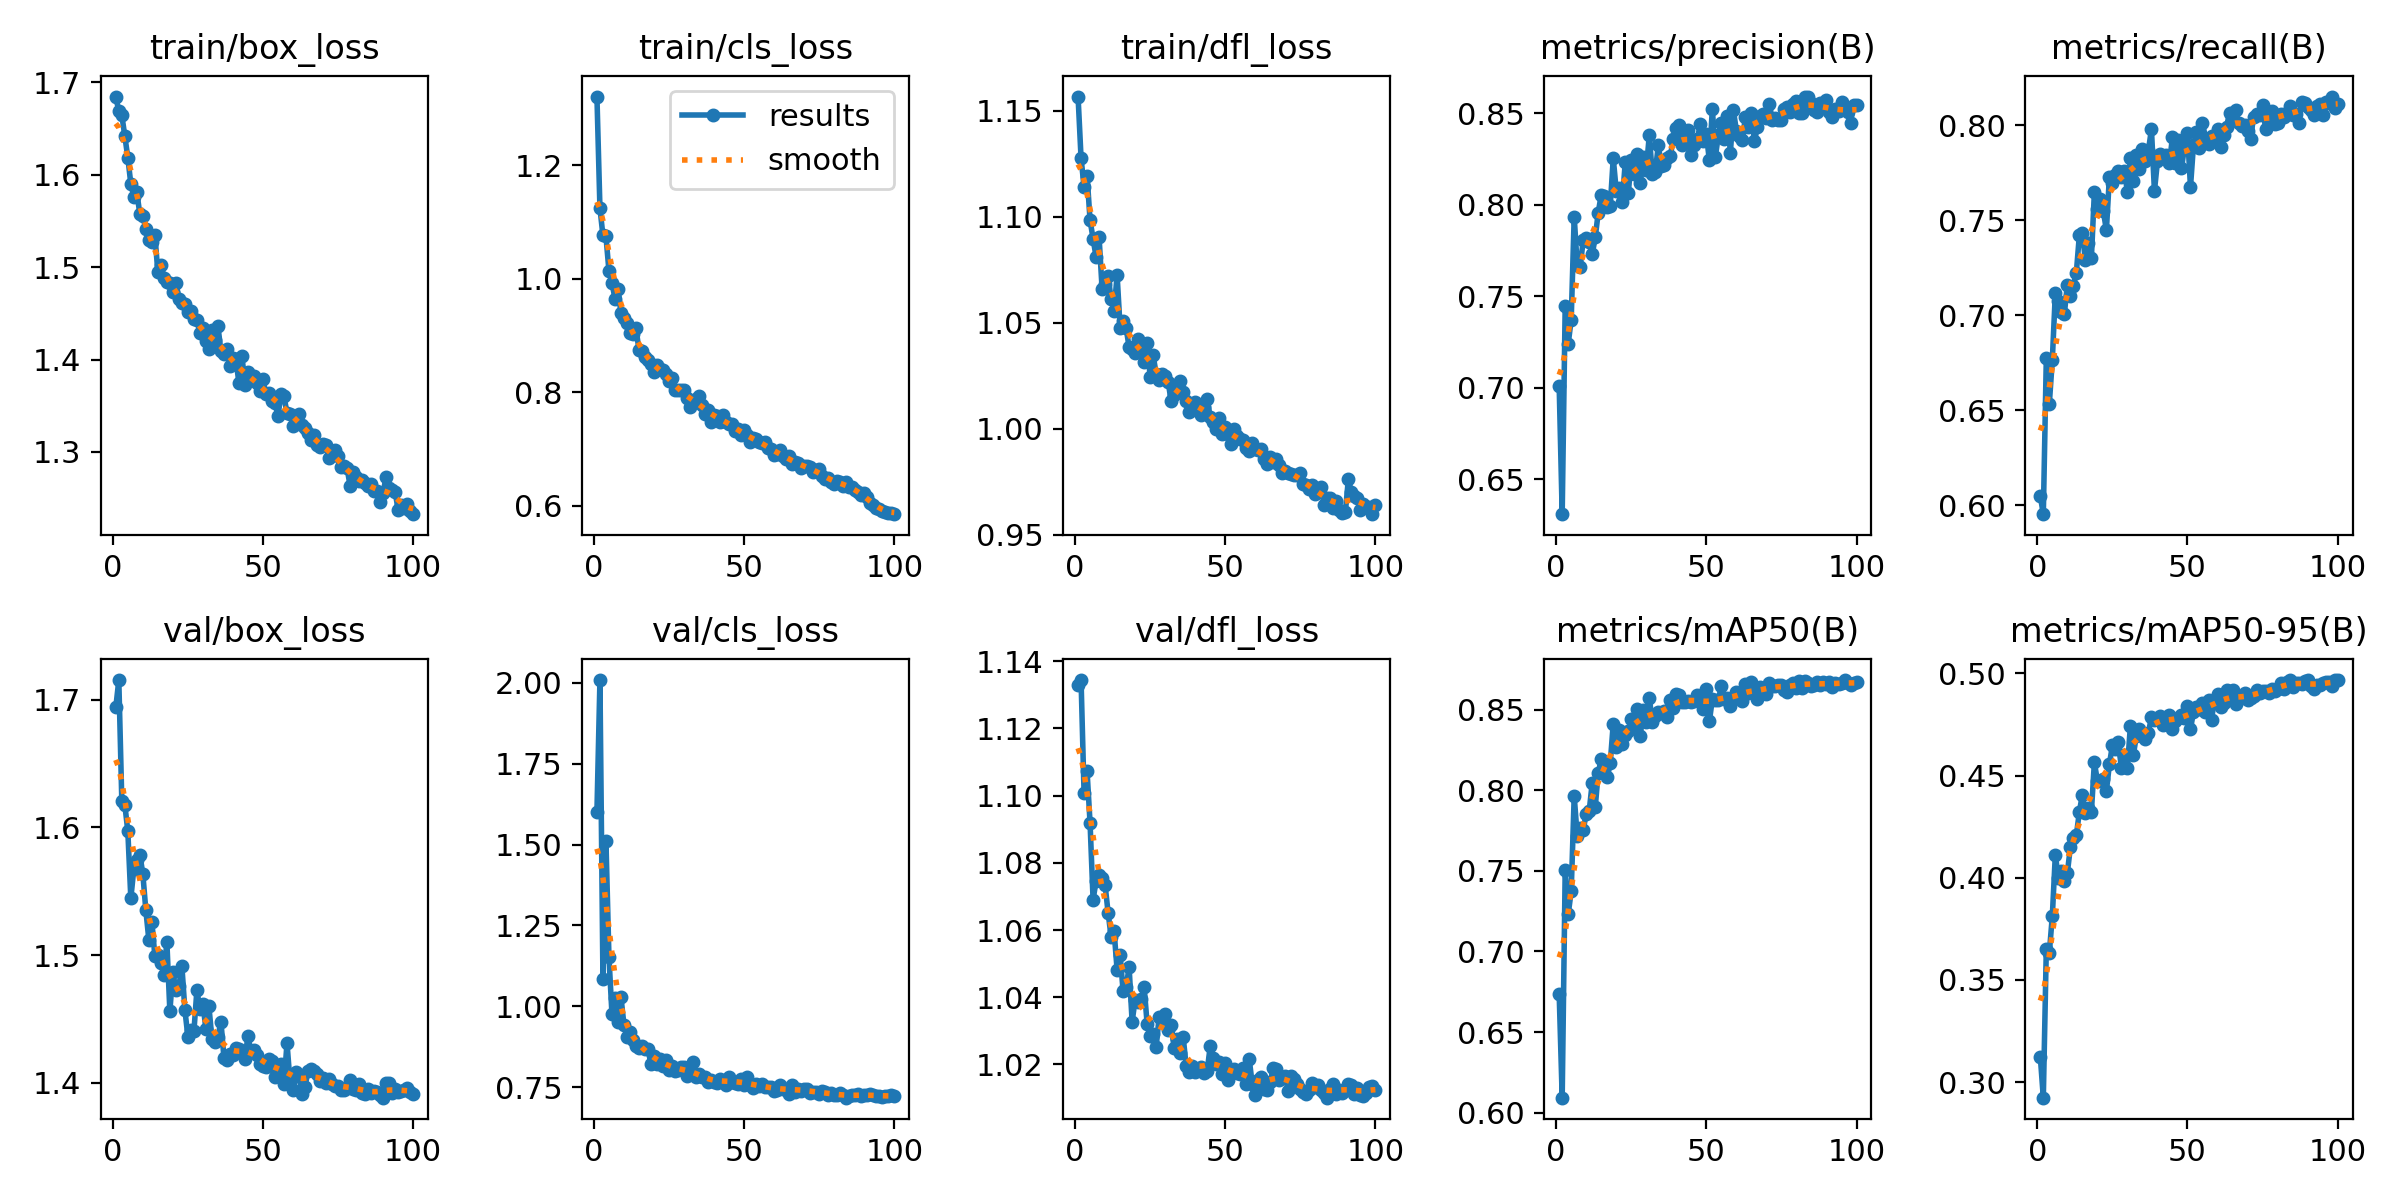 train/box_loss
1.7
1.6
1.5
1.4
1.3
0 50 100
train/cls_loss
results
smooth
1.2
1.0
0.8
0.6
0 50 100
train/dfl_loss
1.15
1.10
1.05
1.00
0.95
0 50 100
metrics/precision(B)
0.85
0.80
0.75
0.70
0.65
0 50 100
metrics/recall(B)
0.80
0.75
0.70
0.65
0.60
0 50 100
val/box_loss
1.7
1.6
1.5
1.4
0 50 100
val/cls_loss
2.00
1.75
1.50
1.25
1.00
0.75
0 50 100
val/dfl_loss
1.14
1.12
1.10
1.08
1.06
1.04
1.02
0 50 100
metrics/mAP50(B)
0.85
0.80
0.75
0.70
0.65
0.60
0 50 100
metrics/mAP50-95(B)
0.50
0.45
0.40
0.35
0.30
0 50 100